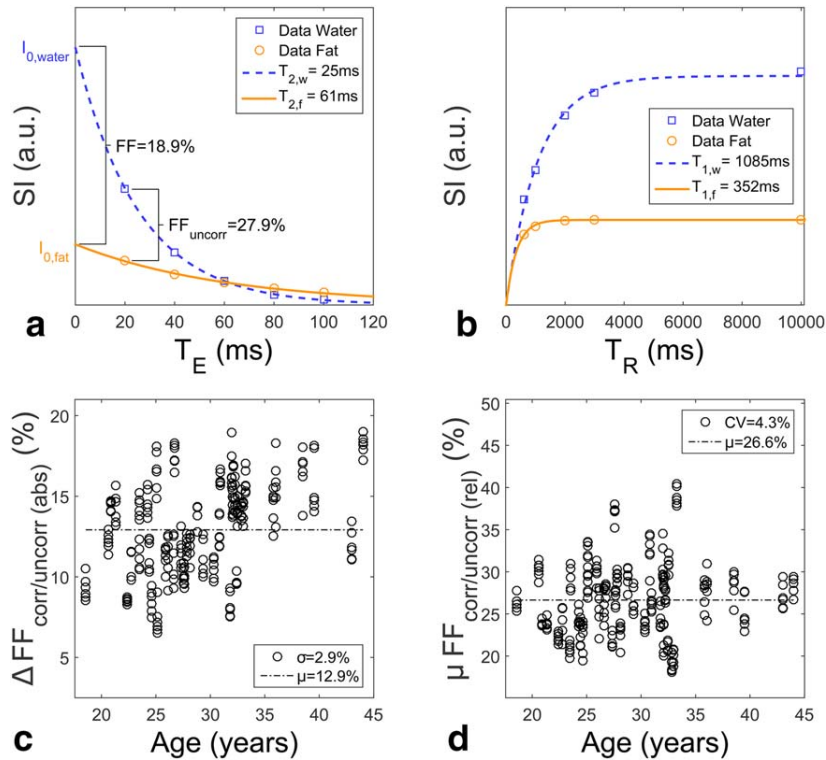 I0,water
SI (a.u.)
FF=18.9%
FFuncorr=27.9%
I0,fat
Data Water
Data Fat
T2,w = 25ms
T2,f = 61ms
a
0 20 40 60 80 100 120
TE (ms)
SI (a.u.)
Data Water
Data Fat
T1,w = 1085ms
T1,f = 352ms
b
0 2000 4000 6000 8000 10000
TR (ms)
ΔFF corr/uncorr (abs) (%)
20
15
10
5
σ=2.9%
μ=12.9%
c
20 25 30 35 40 45
Age (years)
μ FF corr/uncorr (rel) (%)
50
45
40
35
30
25
20
CV=4.3%
μ=26.6%
d
20 25 30 35 40 45
Age (years)